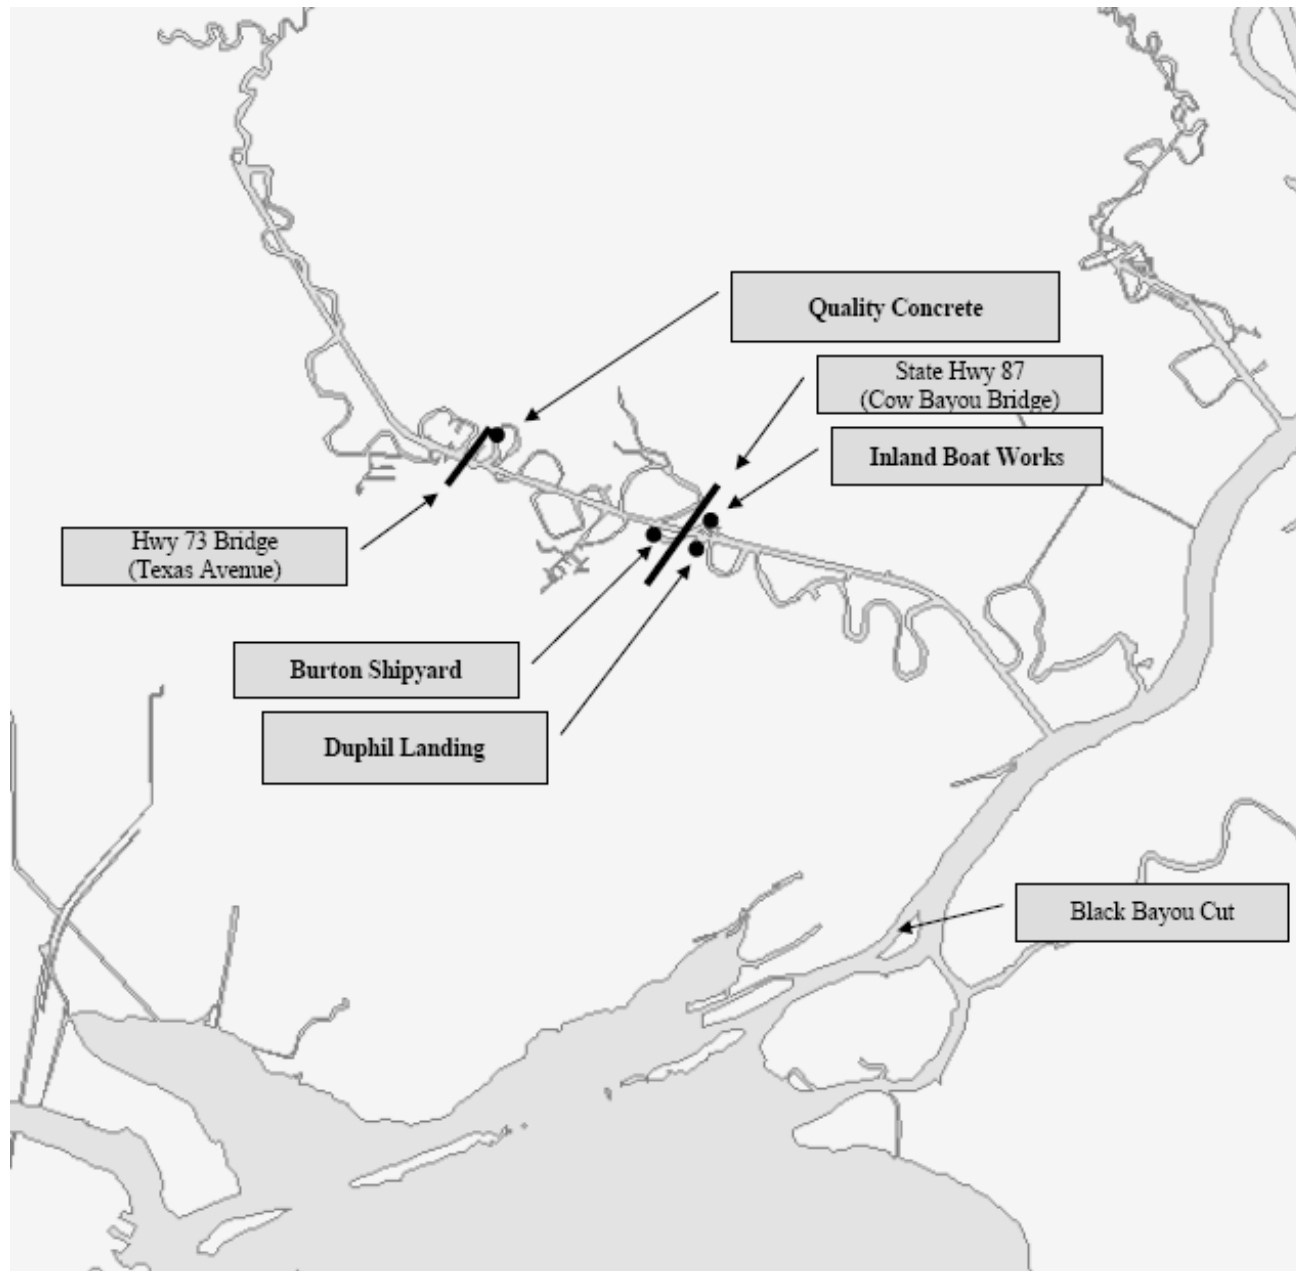 Quality Concrete
State Hwy 87
(Cow Bayou Bridge)
Inland Boat Works
Hwy 73 Bridge
(Texas Avenue)
Burton Shipyard
Duphil Landing
Black Bayou Cut